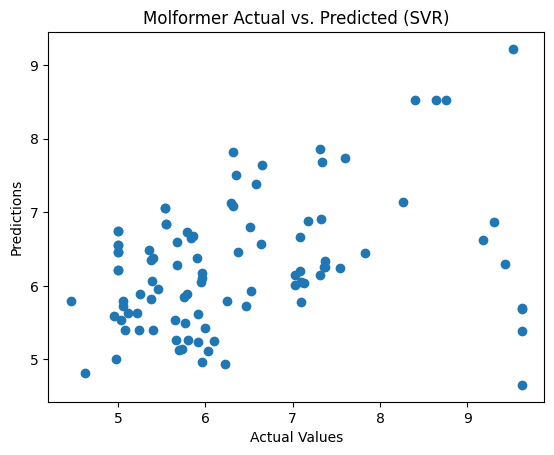 Molformer Actual vs. Predicted (SVR)
9
8
7
6
5
Predictions
5 6 7 8 9
Actual Values